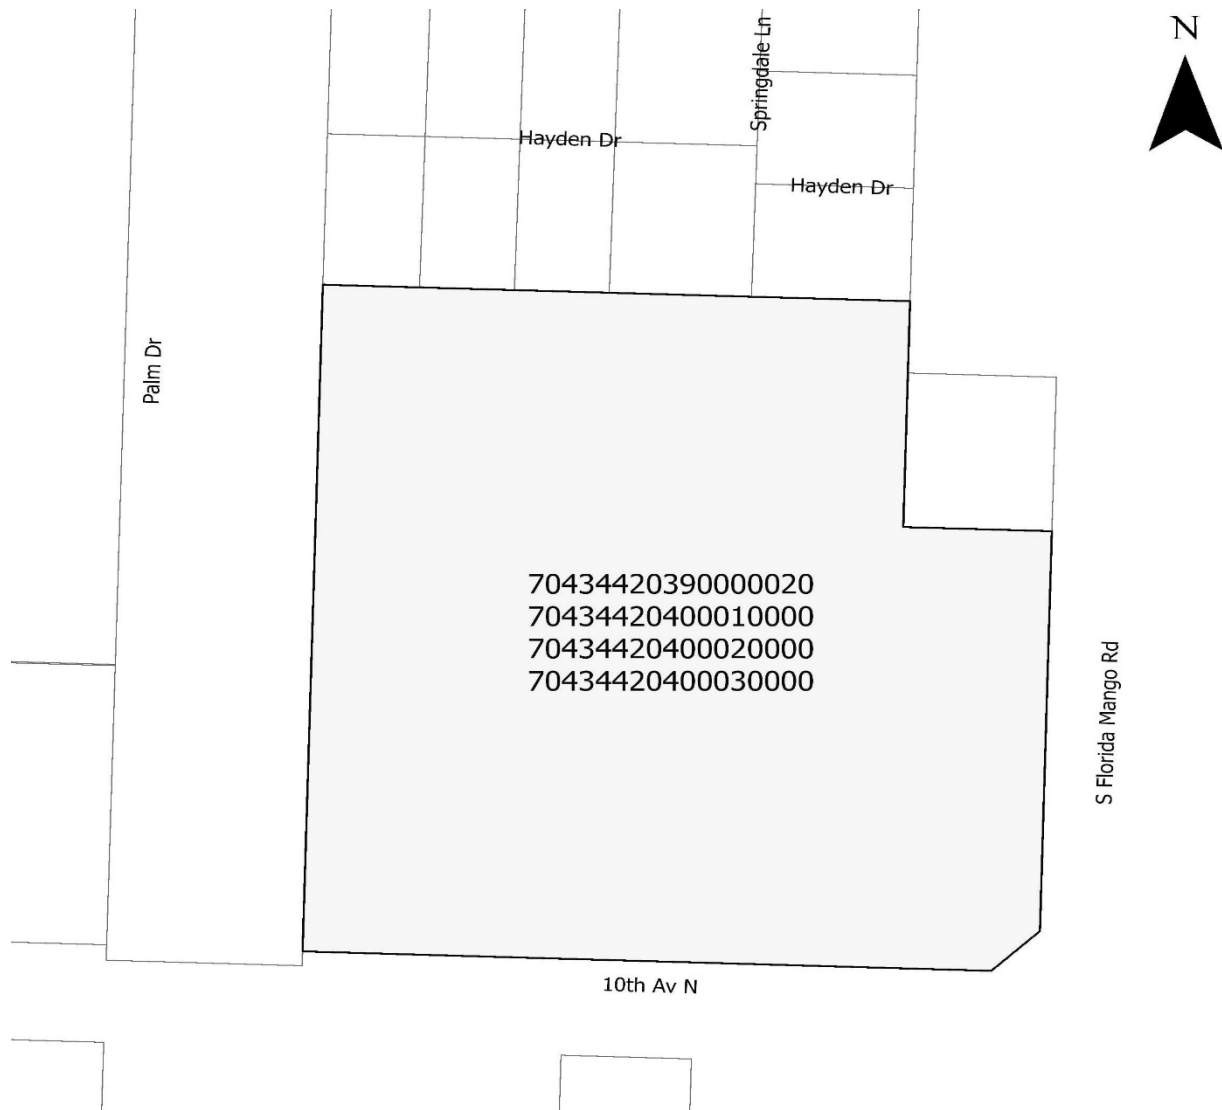 N
Springdale Ln
Hayden Dr
Hayden Dr
Palm Dr
70434420390000020
70434420400010000
70434420400020000
70434420400030000
S Florida Mango Rd
10th Av N